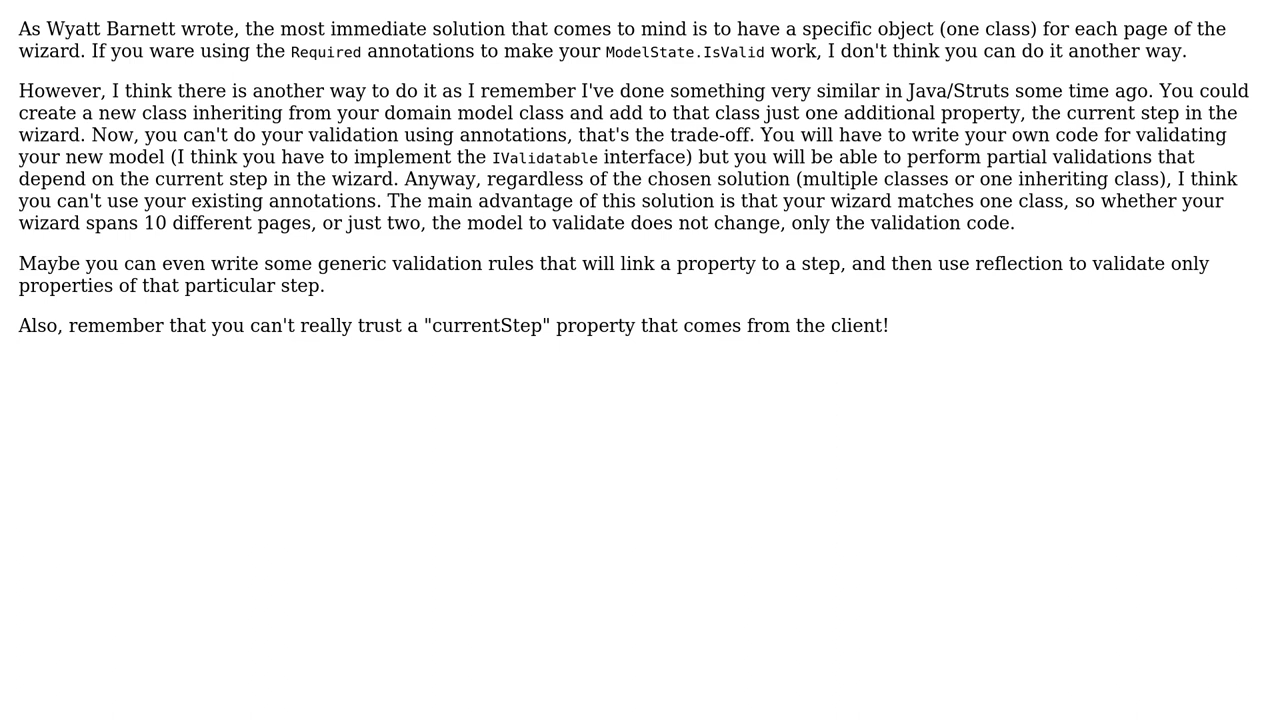 As Wyatt Barnett wrote, the most immediate solution that comes to mind is to have a specific object (one class) for each page of the
wizard. If you ware using the Required annotations to make your ModelState.IsValid work, I don't think you can do it another way.
However, I think there is another way to do it as I remember I've done something very similar in Java/Struts some time ago. You could
create a new class inheriting from your domain model class and add to that class just one additional property, the current step in the
wizard. Now, you can't do your validation using annotations, that's the trade-off. You will have to write your own code for validating
your new model (I think you have to implement the IValidatable interface) but you will be able to perform partial validations that
depend on the current step in the wizard. Anyway, regardless of the chosen solution (multiple classes or one inheriting class), I think
you can't use your existing annotations. The main advantage of this solution is that your wizard matches one class, so whether your
wizard spans 10 different pages, or just two, the model to validate does not change, only the validation code.
Maybe you can even write some generic validation rules that will link a property to a step, and then use reflection to validate only
properties of that particular step.
Also, remember that you can't really trust a "currentStep" property that comes from the client!